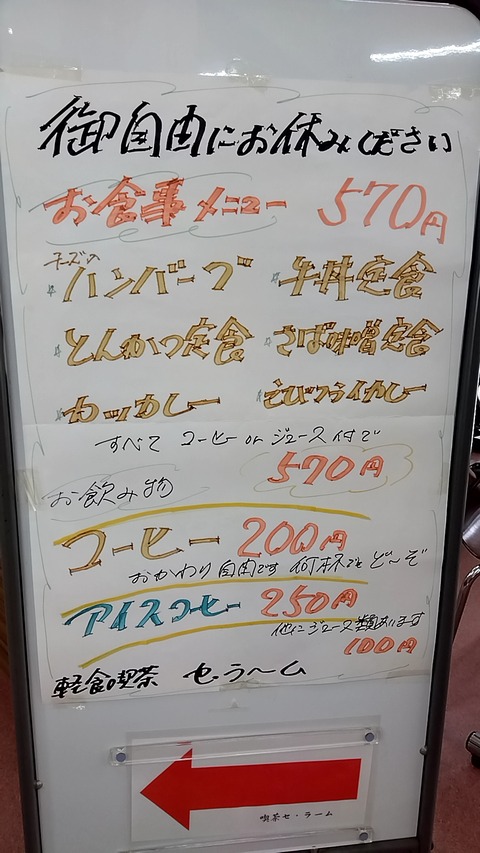 御自由にお休みください
お食事メニュー 570円
チーズの
☆ハンバーグ ☆牛丼定食
☆とんかつ定食 ☆さば味噌定食
☆カツカレー ☆えびフライカレー
すべて コーヒー or ジュース付で
570円
お飲み物
コーヒー 200円
おかわり自由です 何杯でもど～ぞ
アイスコーヒー 250円
他にジュース類あります
100円
軽食喫茶 セ・ラーム
喫茶セ・ラーム